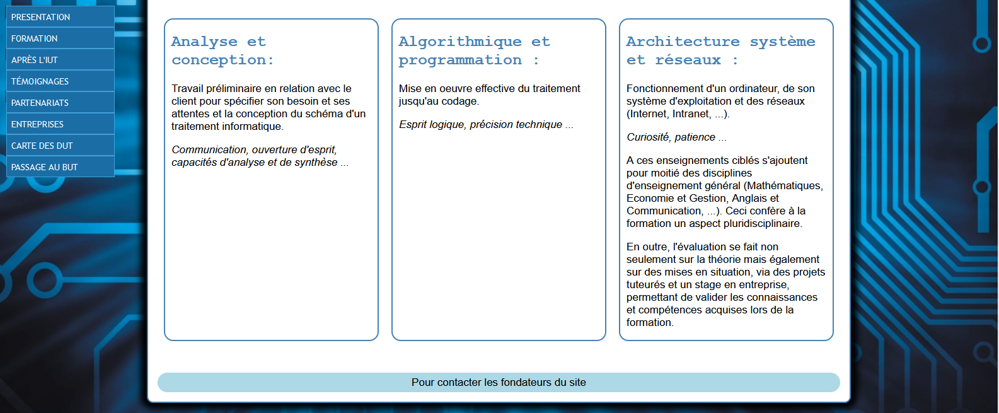 PRESENTATION
FORMATION
APRÈS L'IUT
TÉMOIGNAGES
PARTENARIATS
ENTREPRISES
CARTE DES DUT
PASSAGE AU BUT
Analyse et
conception:
Travail préliminaire en relation avec le
client pour spécifier son besoin et ses
attentes et la conception du schéma d'un
traitement informatique.
Communication, ouverture d'esprit,
capacités d'analyse et de synthèse ...
Algorithmique et
programmation :
Mise en oeuvre effective du traitement
jusqu'au codage.
Esprit logique, précision technique ...
Architecture système
et réseaux :
Fonctionnement d'un ordinateur, de son
système d'exploitation et des réseaux
(Internet, Intranet, ...).
Curiosité, patience ...
A ces enseignements ciblés s'ajoutent
pour moitié des disciplines
d'enseignement général (Mathématiques,
Economie et Gestion, Anglais et
Communication, ...). Ceci confère à la
formation un aspect pluridisciplinaire.
En outre, l'évaluation se fait non
seulement sur la théorie mais également
sur des mises en situation, via des projets
tuteurés et un stage en entreprise,
permettant de valider les connaissances
et compétences acquises lors de la
formation.
Pour contacter les fondateurs du site